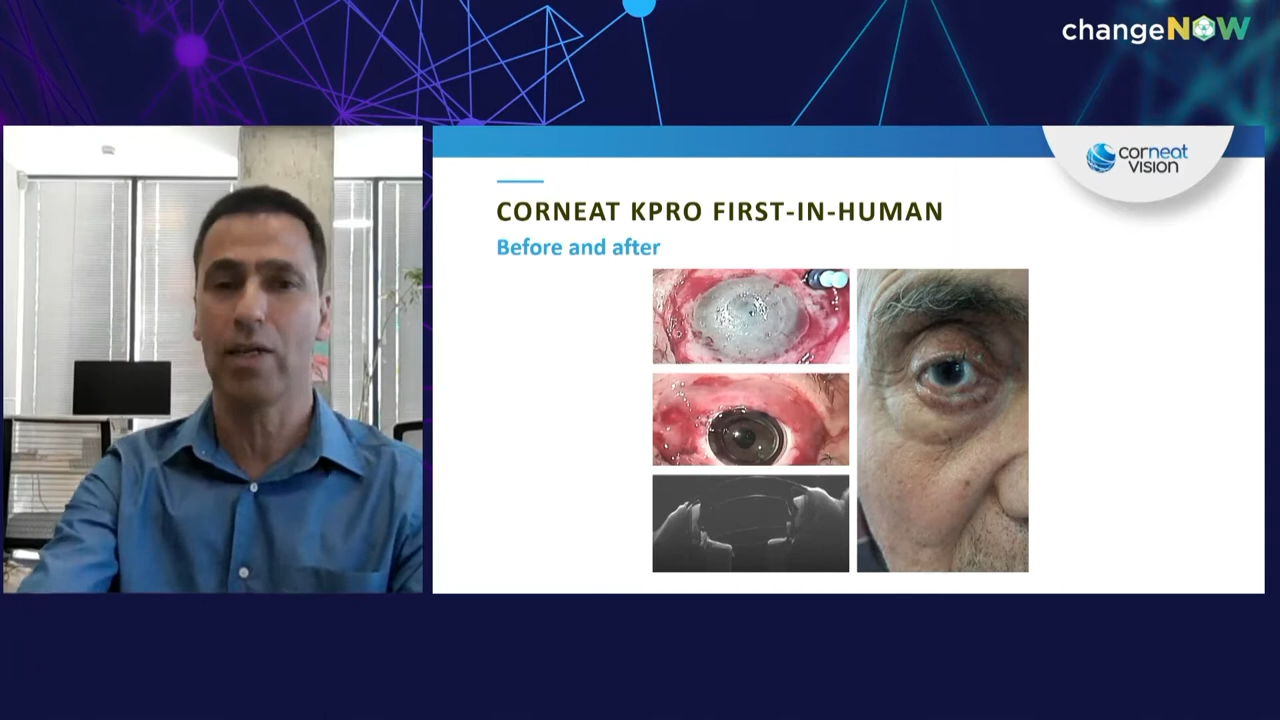 changeNOW
corneat
vision
CORNEAT KPRO FIRST-IN-HUMAN
Before and after